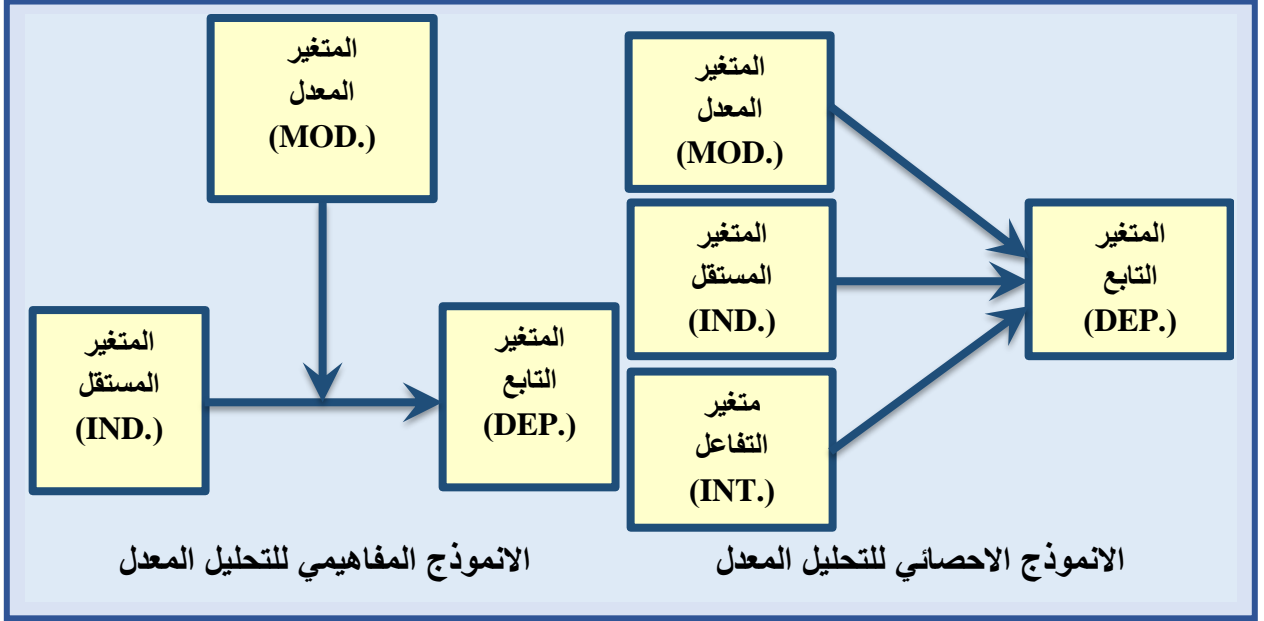 المتغير
المعدل
(MOD.)
المتغير
المستقل
(IND.)
متغير
التفاعل
(INT.)
المتغير
التابع
(DEP.)
الانموذج الاحصائي للتحليل المعدل
المتغير
المعدل
(MOD.)
المتغير
المستقل
(IND.)
المتغير
التابع
(DEP.)
الانموذج المفاهيمي للتحليل المعدل